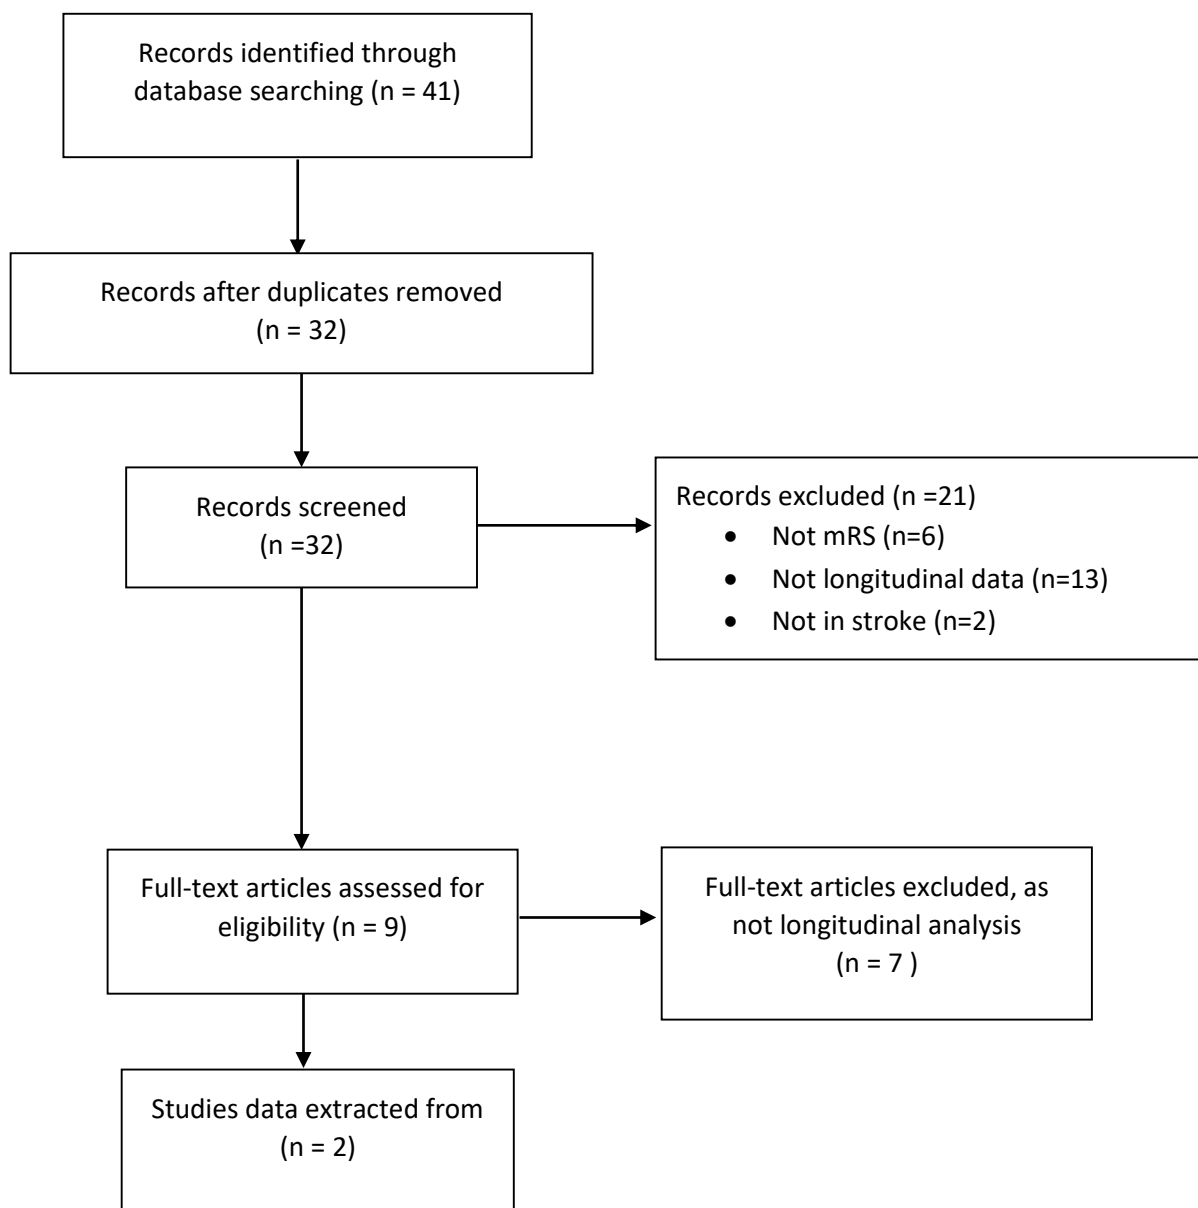 Records identified through
database searching (n = 41)
Records after duplicates removed
(n = 32)
Records screened
(n =32)
Records excluded (n =21)
• Not mRS (n=6)
• Not longitudinal data (n=13)
• Not in stroke (n=2)
Full-text articles assessed for
eligibility (n = 9)
Full-text articles excluded, as
not longitudinal analysis
(n = 7 )
Studies data extracted from
(n = 2)